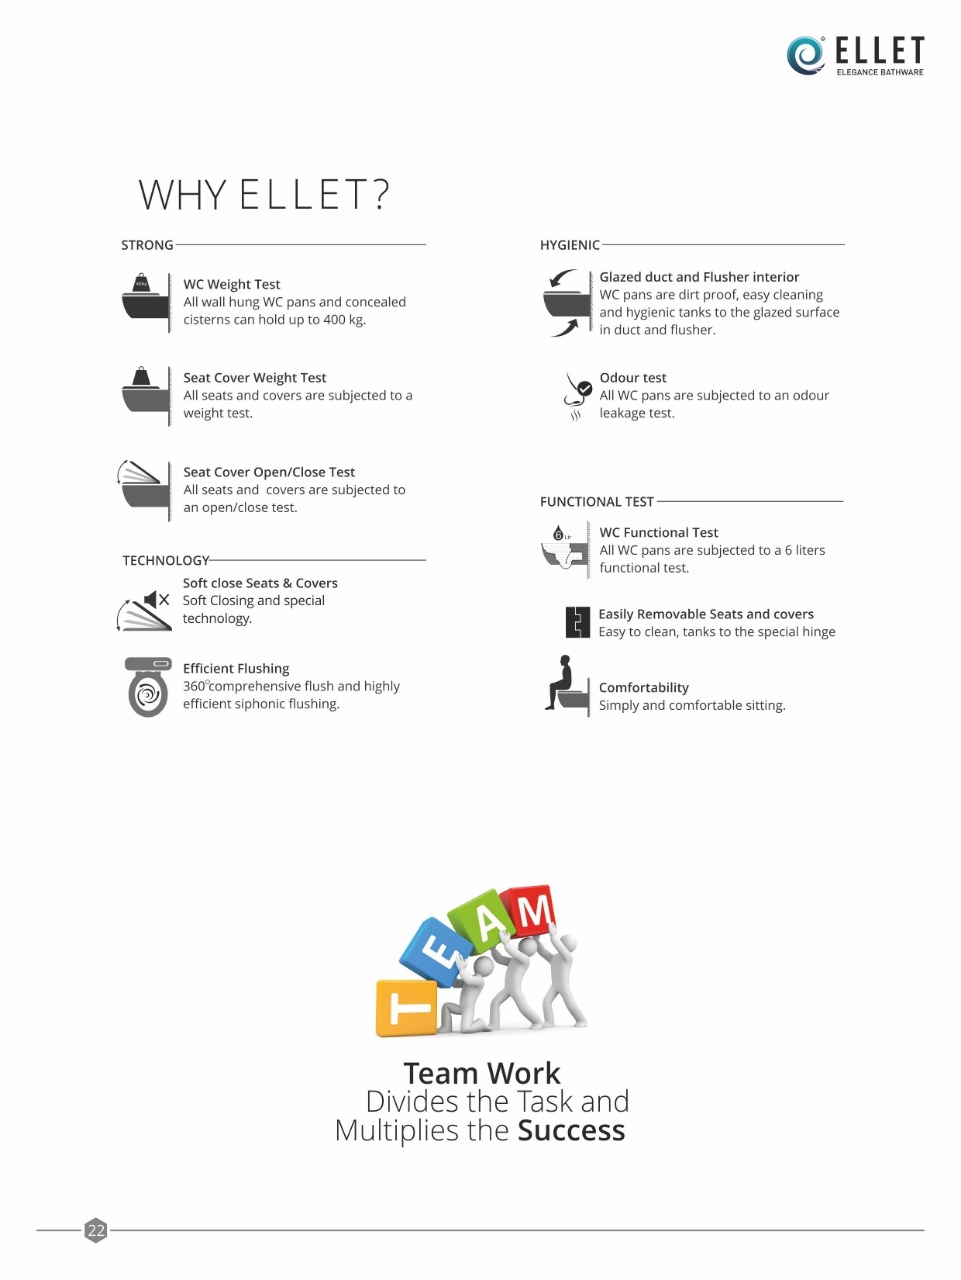 ELLET
ELEGANCE BATHWARE
WHY ELLET?
STRONG
WC Weight Test
All wall hung WC pans and concealed
cisterns can hold up to 400 kg.
Seat Cover Weight Test
All seats and covers are subjected to a
weight test.
Seat Cover Open/Close Test
All seats and covers are subjected to
an open/close test.
TECHNOLOGY
Soft close Seats & Covers
Soft Closing and special
technology.
Efficient Flushing
360°comprehensive flush and highly
efficient siphonic flushing.
HYGIENIC
Glazed duct and Flusher interior
WC pans are dirt proof, easy cleaning
and hygienic tanks to the glazed surface
in duct and flusher.
Odour test
All WC pans are subjected to an odour
leakage test.
FUNCTIONAL TEST
6 Ltr
WC Functional Test
All WC pans are subjected to a 6 liters
functional test.
Easily Removable Seats and covers
Easy to clean, tanks to the special hinge
Comfortability
Simply and comfortable sitting.
TEAM
Team Work
Divides the Task and
Multiplies the Success
22